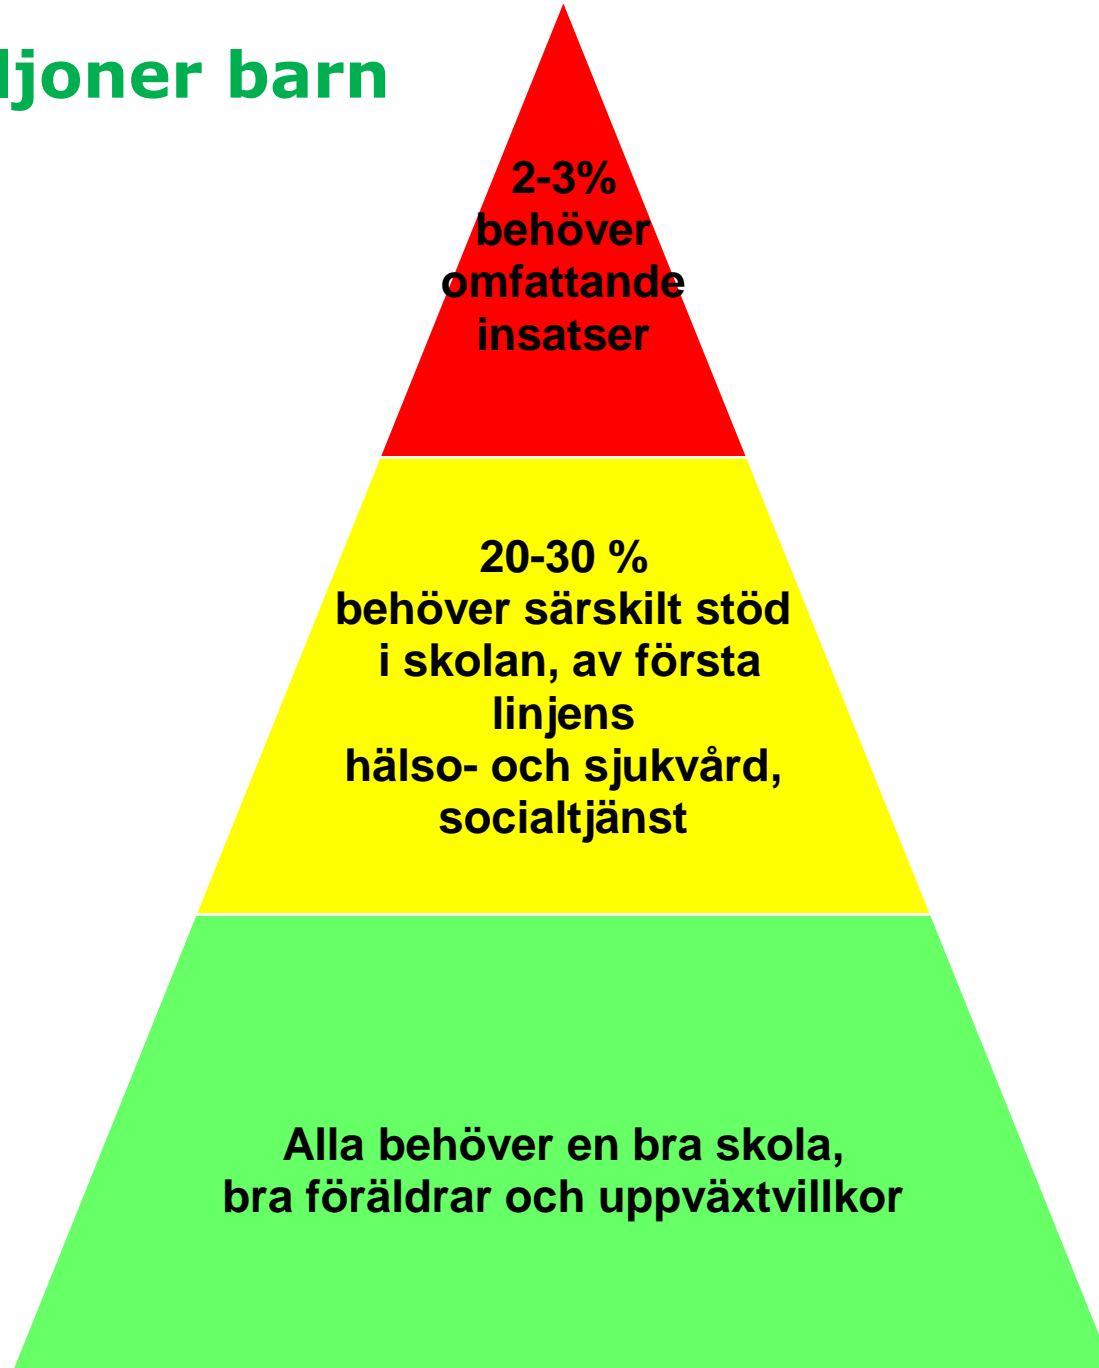 barn
2-3%
behöver
omfattande
insatser
20-30 %
behöver särskilt stöd
i skolan, av första
linjens
hälso- och sjukvård,
socialtjänst
Alla behöver en bra skola,
bra föräldrar och uppväxtvillkor